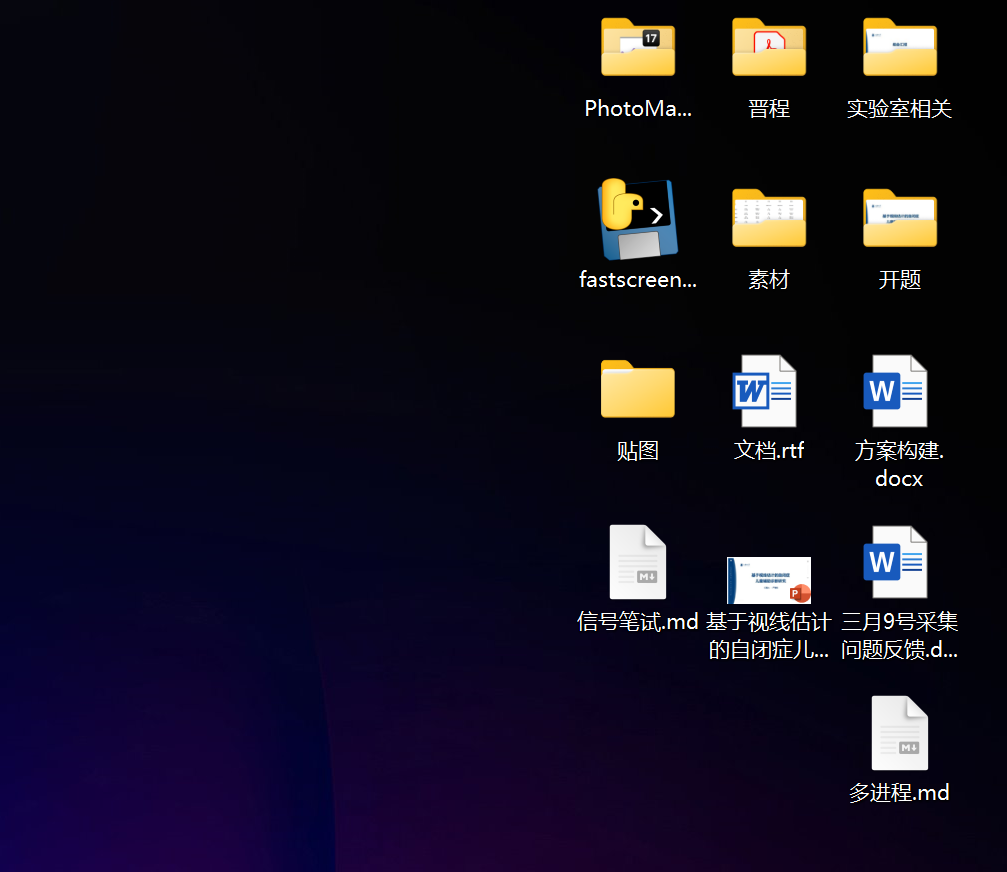 17
PhotoMa...
晋程
实验室相关
fastscreen...
素材
开题
贴图
文档.rtf
方案构建.
docx
信号笔试.md
基于视线估计
的自闭症儿...
三月9号采集
问题反馈.d...
多进程.md